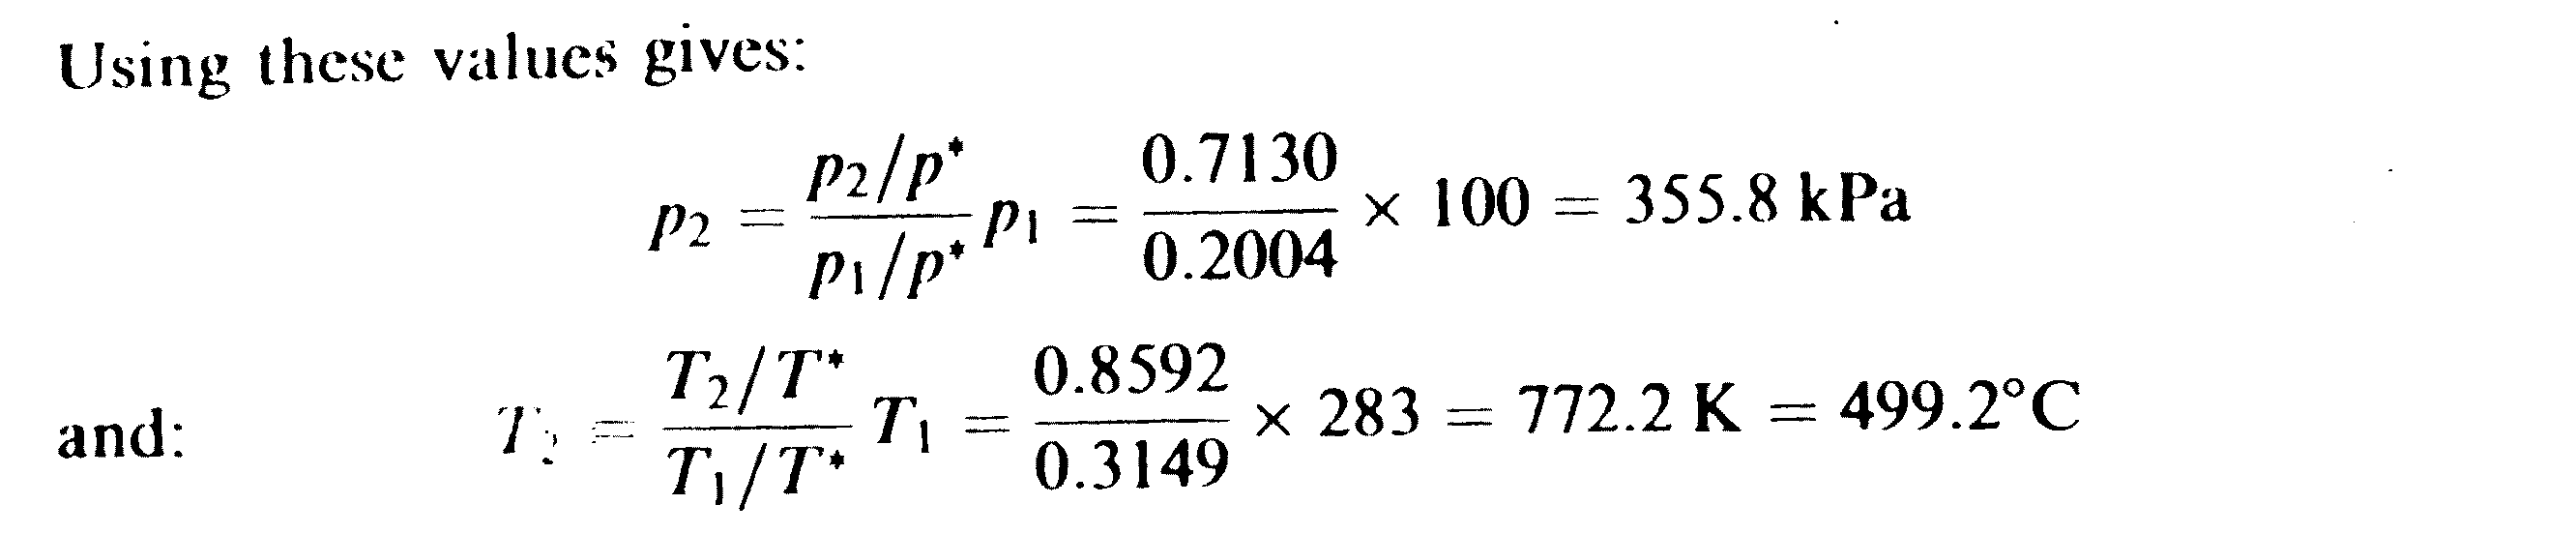 Using these values gives:
p₂ = (p₂/p*)/(p₁/p*) p₁ = 0.7130/0.2004 × 100 = 355.8 kPa
and: T₂ = (T₂/T*)/(T₁/T*) T₁ = 0.8592/0.3149 × 283 = 772.2 K = 499.2°C